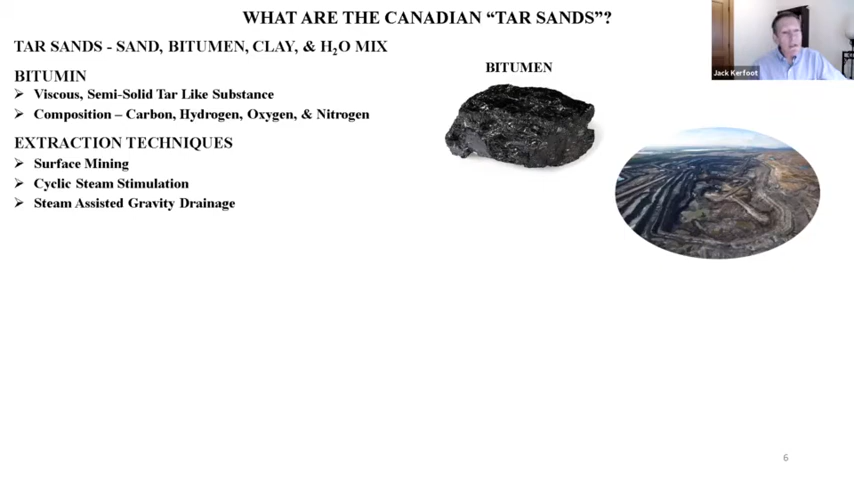 WHAT ARE THE CANADIAN “TAR SANDS”?
TAR SANDS - SAND, BITUMEN, CLAY, & H₂O MIX
BITUMIN
➢ Viscous, Semi-Solid Tar Like Substance
➢ Composition – Carbon, Hydrogen, Oxygen, & Nitrogen
EXTRACTION TECHNIQUES
➢ Surface Mining
➢ Cyclic Steam Stimulation
➢ Steam Assisted Gravity Drainage
BITUMEN
Jack Kerfoot
6